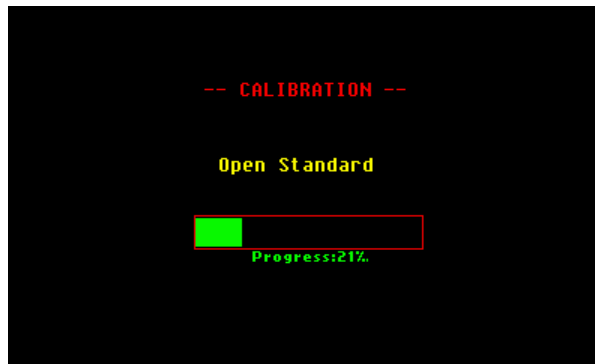 -- CALIBRATION --
Open Standard
Progress:21%.